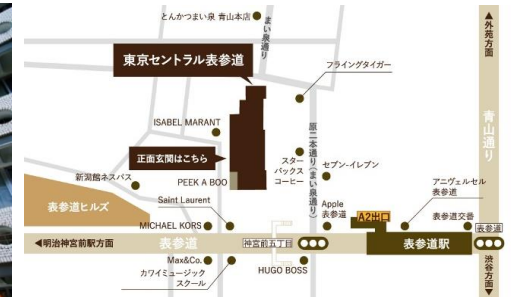 とんかつまい泉 青山本店
まい泉通り
▲外苑方面
東京セントラル表参道
フライングタイガー
青山通り
ISABEL MARANT
原二本通り(まい泉通り)
正面玄関はこちら
スター
バックス
コーヒー
セブン-イレブン
新潟館ネスパス
PEEK A BOO
アニヴェルセル
表参道
表参道ヒルズ
Saint Laurent
Apple
表参道
A2出口
表参道交番
MICHAEL KORS
表参道
◀明治神宮前駅方面
表参道
神宮前五丁目
表参道駅
Max&Co.
カワイミュージック
スクール
HUGO BOSS
渋谷方面▼